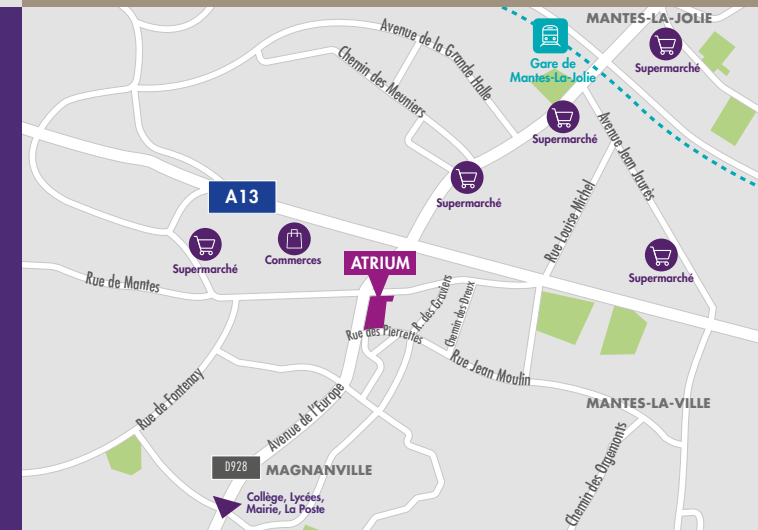 MANTES-LA-JOLIE
Avenue de la Grande Halle
Gare de
Mantes-La-Jolie
Supermarché
Chemin des Meuniers
Supermarché
Avenue Jean Jaurès
Supermarché
Rue Louise Michel
A13
Supermarché
Commerces
ATRIUM
Supermarché
Rue de Mantes
R. des Graviers
Chemin des Dreux
Rue des Pierrettes
Rue Jean Moulin
Rue de Fontenay
Avenue de l'Europe
MANTES-LA-VILLE
Chemin des Orgemonts
D928
MAGNANVILLE
Collège, Lycées,
Mairie, La Poste